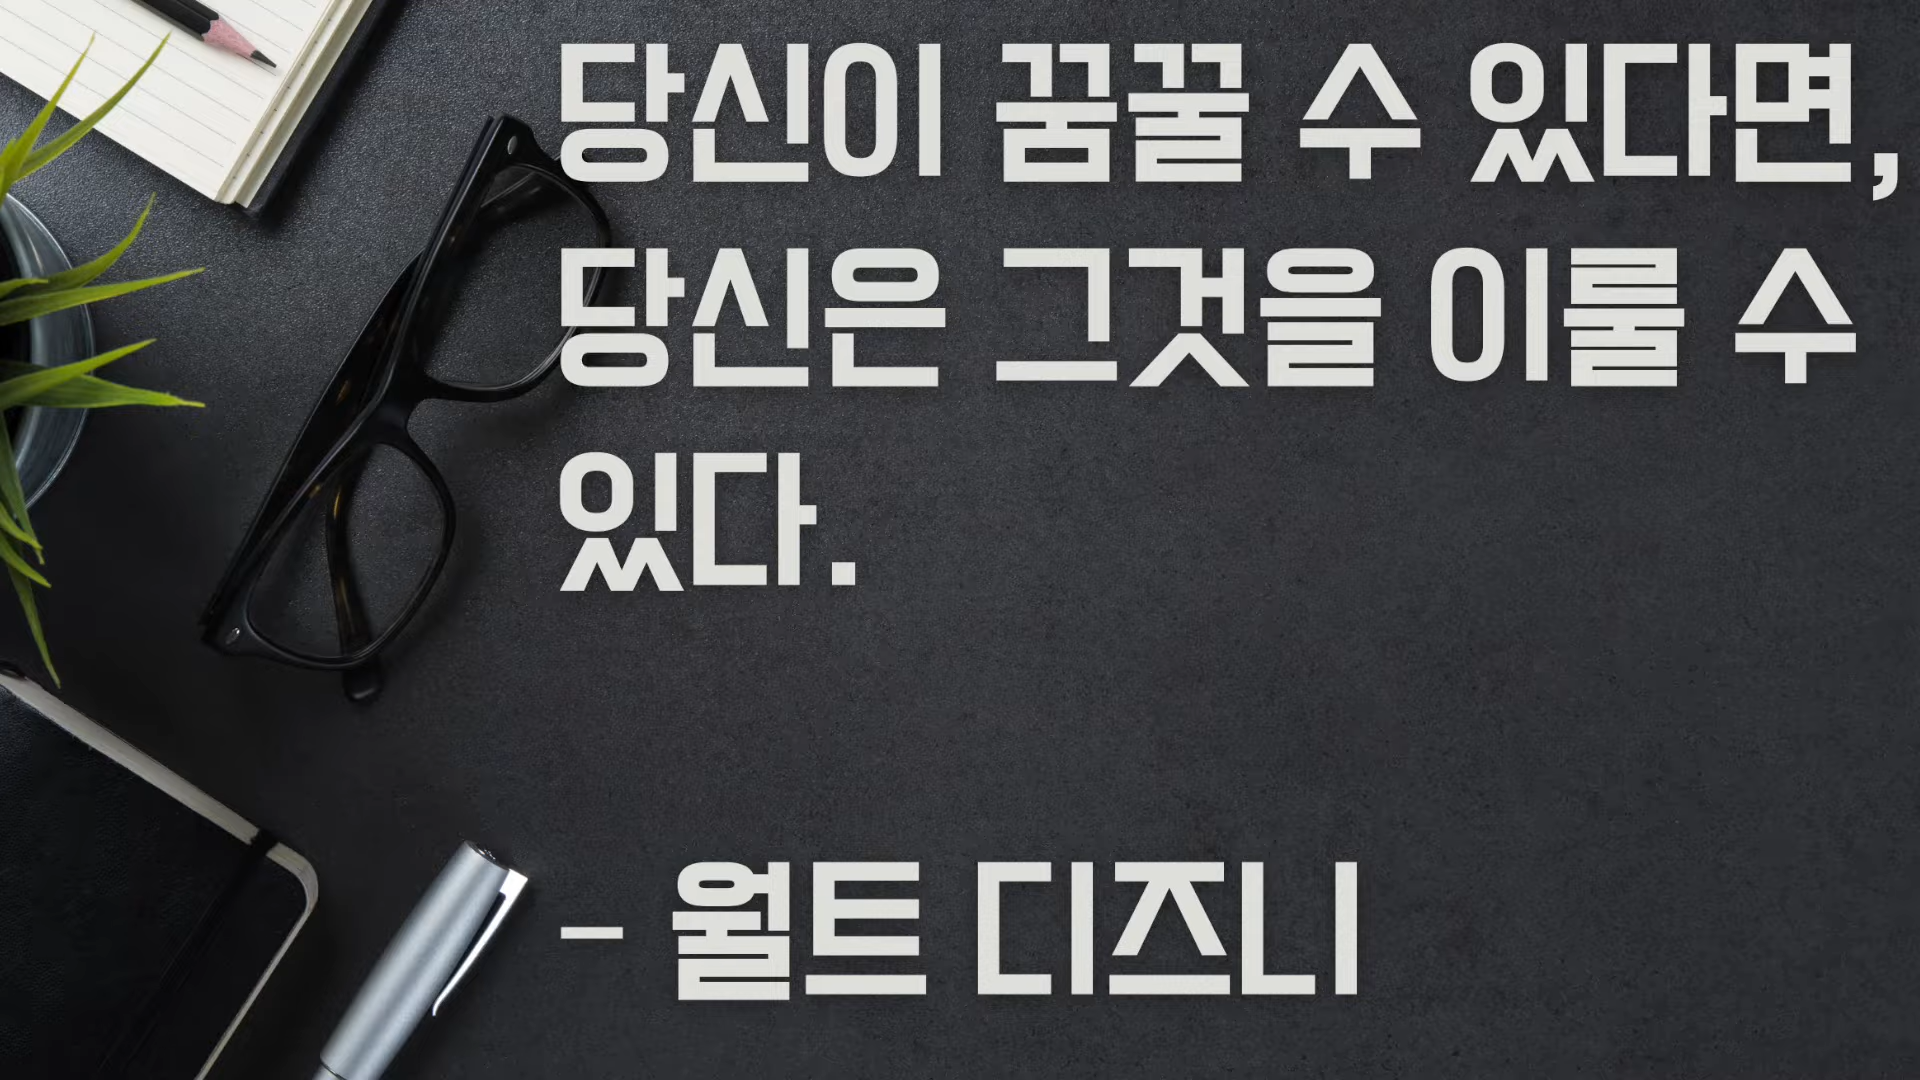 당신이 꿈꿀 수 있다면,
당신은 그것을 이룰 수
있다.
- 월트 디즈니